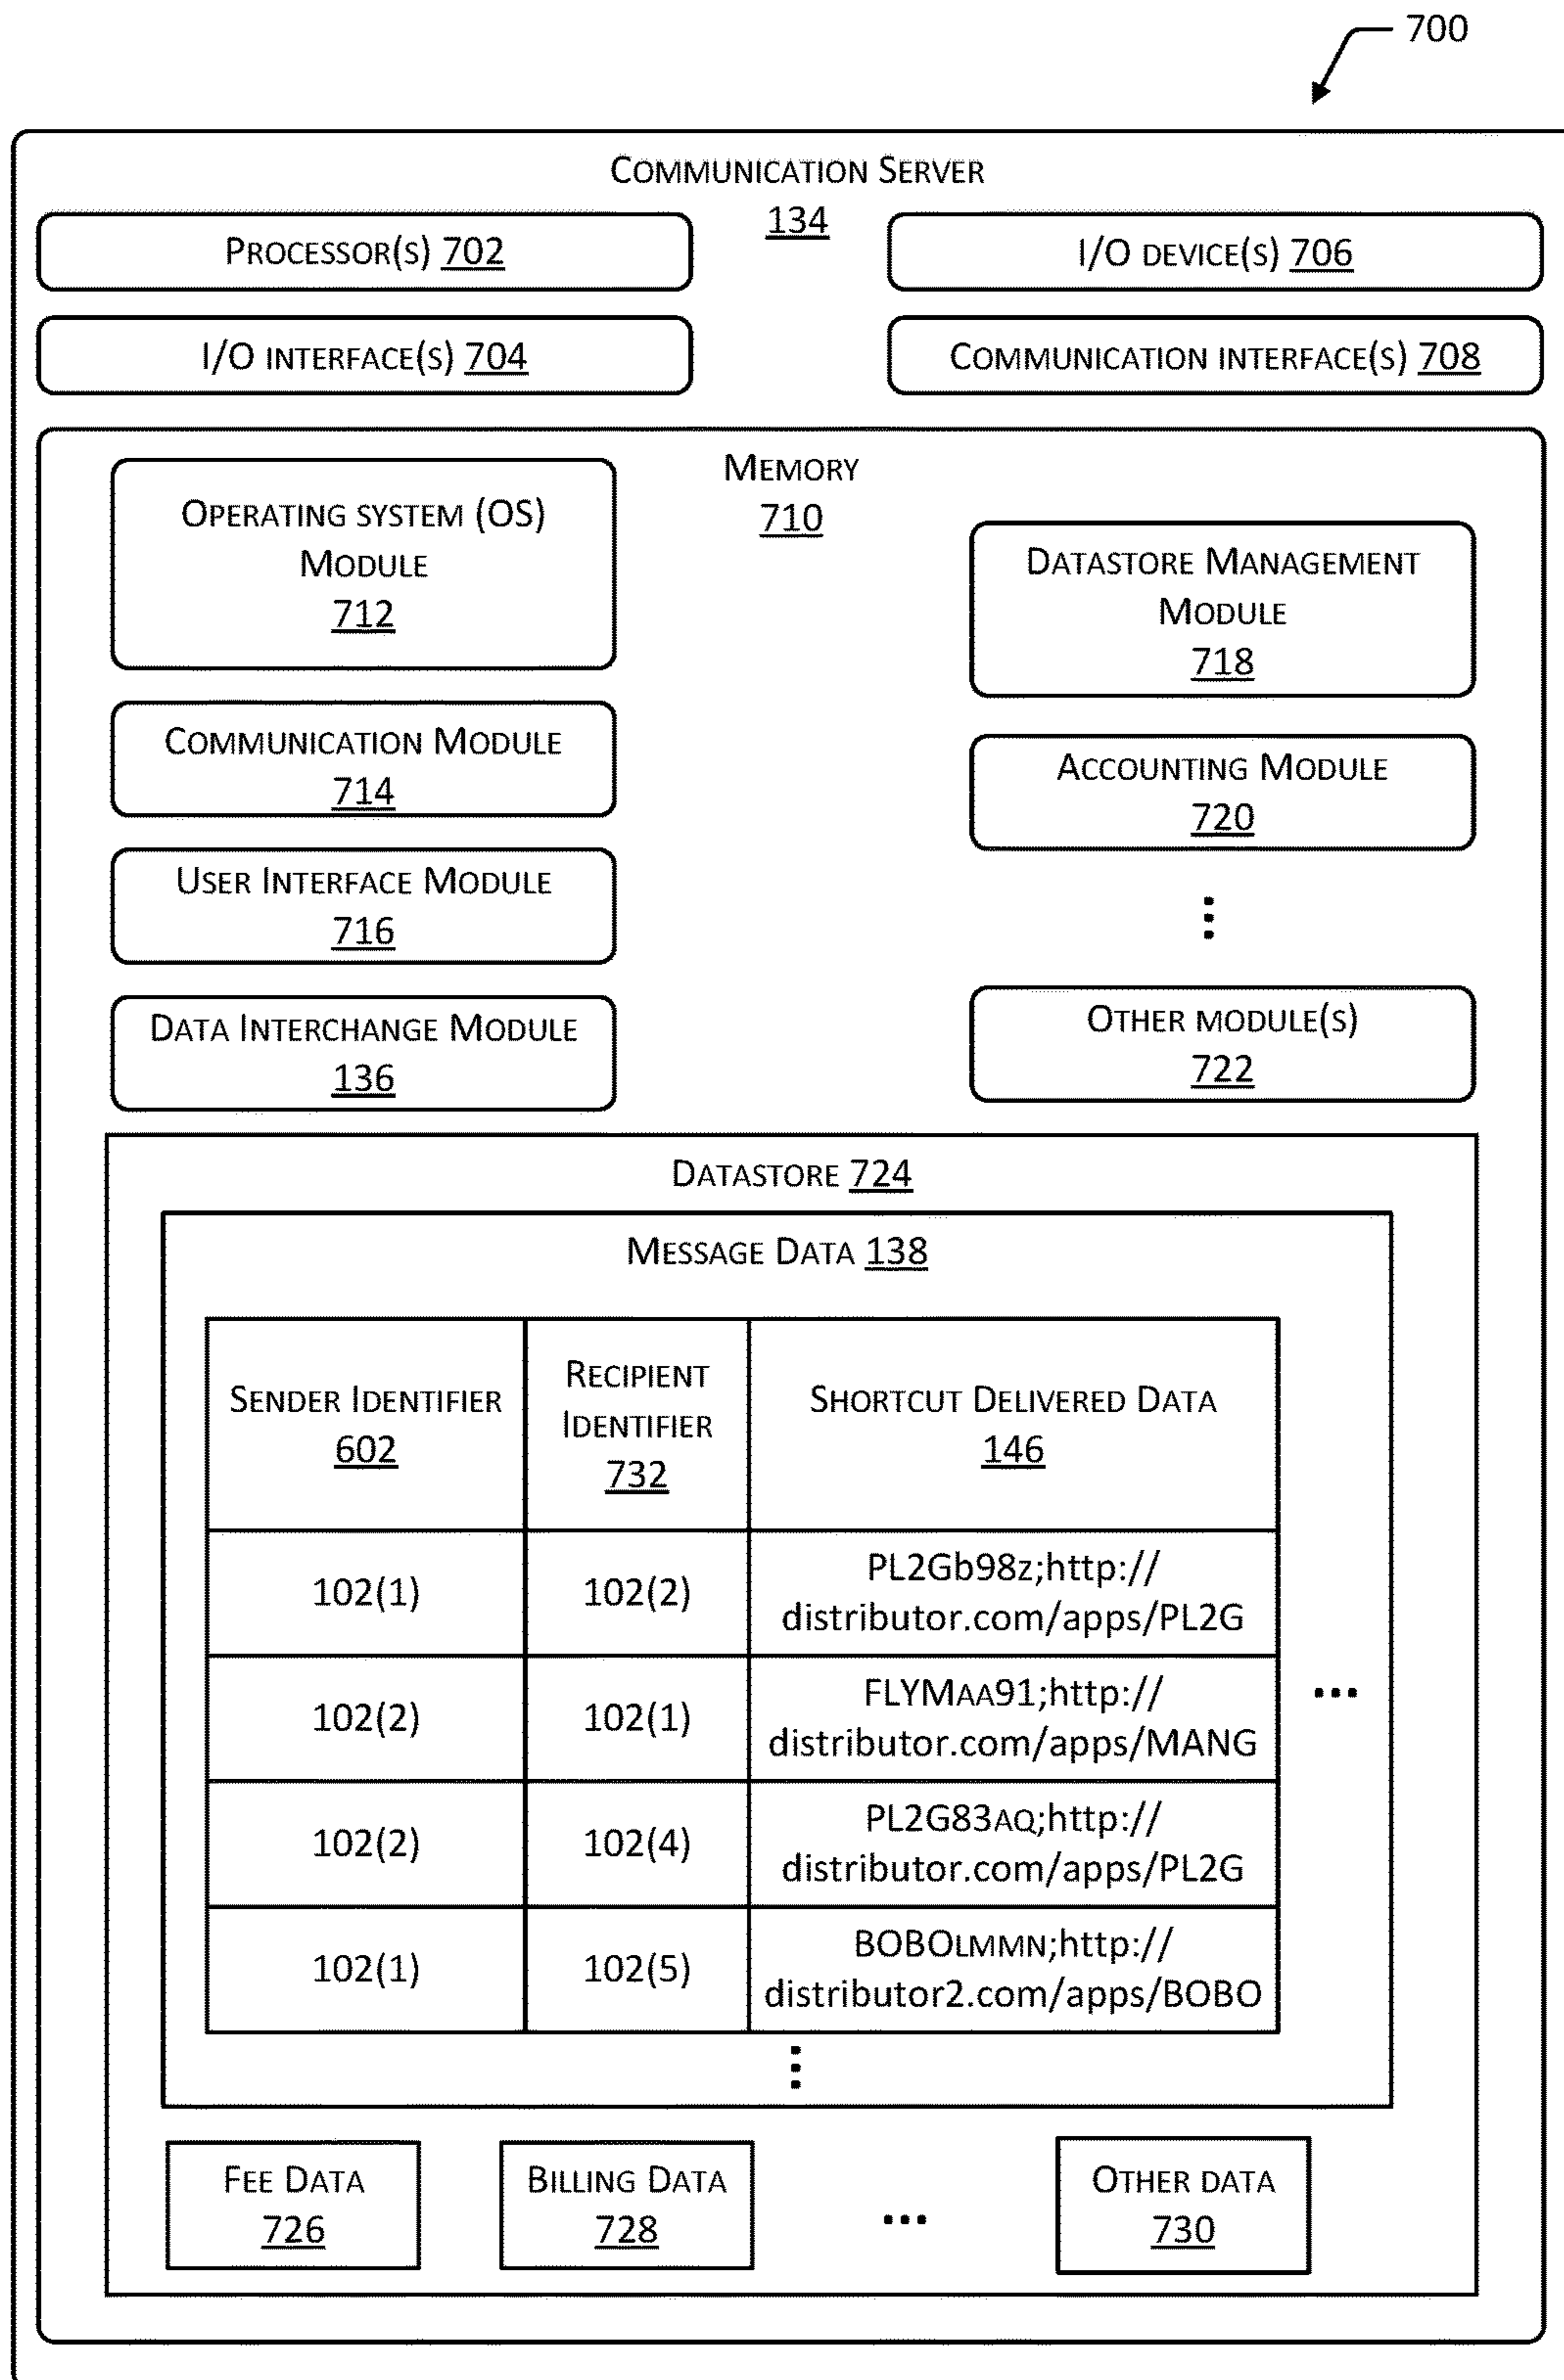 700
Communication Server
134
Processor(s) 702
I/O device(s) 706
I/O interface(s) 704
Communication interface(s) 708
Memory
710
Operating system (OS)
Module
712
Datastore Management
Module
718
Communication Module
714
Accounting Module
720
User Interface Module
716
Data Interchange Module
136
Other module(s)
722
Datastore 724
Message Data 138
Sender Identifier
602
Recipient
Identifier
732
Shortcut Delivered Data
146
102(1)
102(2)
PL2Gb98z;http://
distributor.com/apps/PL2G
102(2)
102(1)
FLYMaa91;http://
distributor.com/apps/MANG
102(2)
102(4)
PL2G83aq;http://
distributor.com/apps/PL2G
102(1)
102(5)
BOBOlmmn;http://
distributor2.com/apps/BOBO
Fee Data
726
Billing Data
728
Other data
730